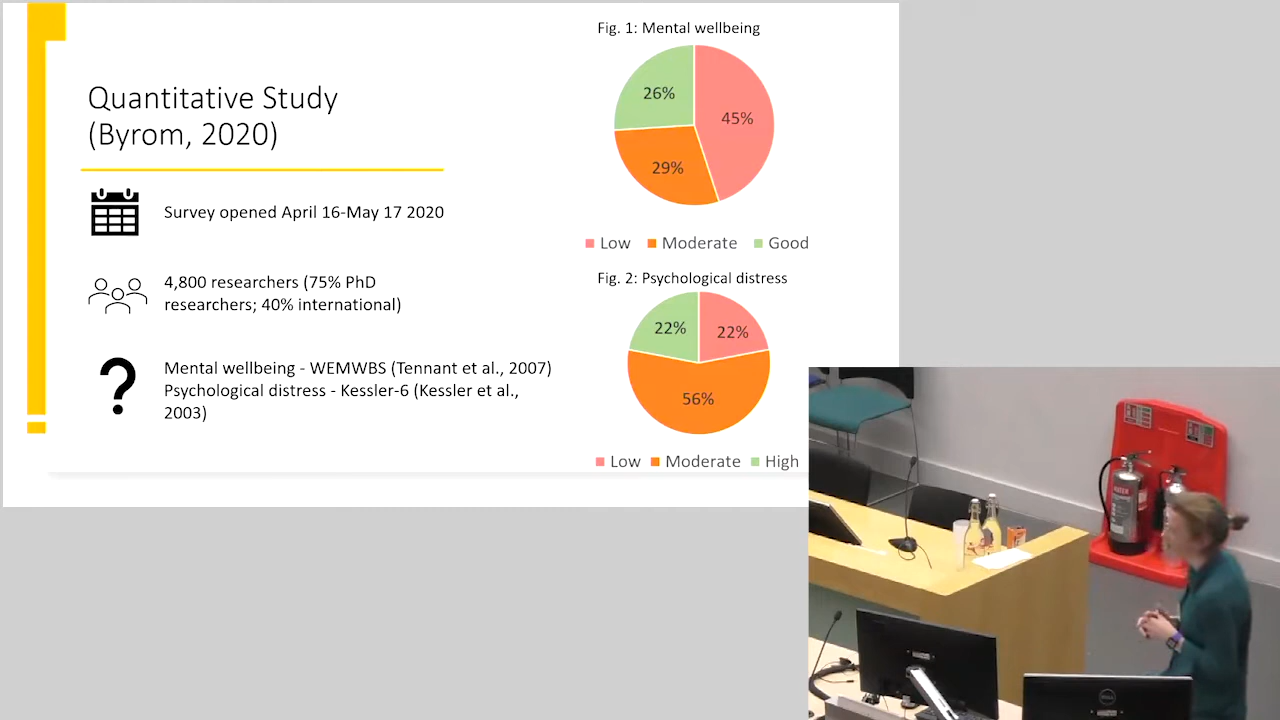 Quantitative Study
(Byrom, 2020)
Survey opened April 16-May 17 2020
4,800 researchers (75% PhD
researchers; 40% international)
Mental wellbeing - WEMWBS (Tennant et al., 2007)
Psychological distress - Kessler-6 (Kessler et al.,
2003)
Fig. 1: Mental wellbeing
26%
45%
29%
Low Moderate Good
Fig. 2: Psychological distress
22%
22%
56%
Low Moderate High
WATER
DELL